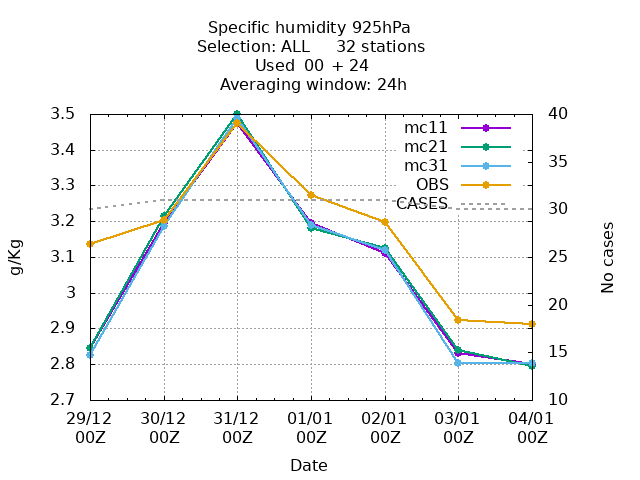 Specific humidity 925hPa
Selection: ALL 32 stations
Used 00 + 24
Averaging window: 24h
3.5
3.4
3.3
3.2
3.1
3
2.9
2.8
2.7
g/Kg
40
35
30
25
20
15
10
No cases
mc11
mc21
mc31
OBS
CASES
29/12 30/12 31/12 01/01 02/01 03/01 04/01
00Z 00Z 00Z 00Z 00Z 00Z 00Z
Date